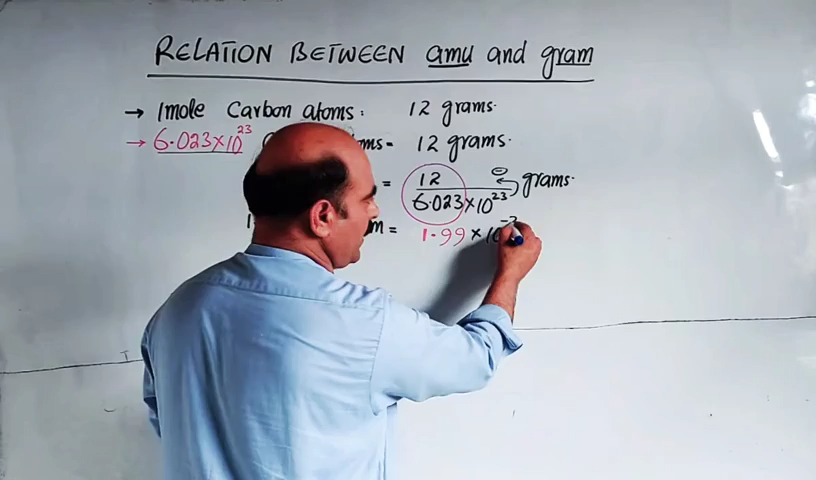 RELATION BETWEEN amu and gram
→ 1mole Carbon atoms: 12 grams.
→ 6.023×10²³ = 12 grams.
= 12 / 6.023×10²³ grams.
= 1.99 × 10